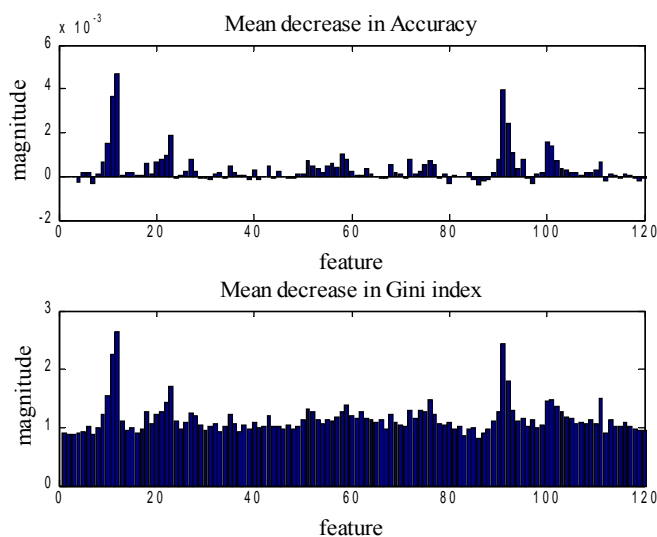 Mean decrease in Accuracy
x 10^-3
6
4
2
0
-2
magnitude
0 20 40 60 80 100 120
feature
Mean decrease in Gini index
3
2
1
0
magnitude
0 20 40 60 80 100 120
feature